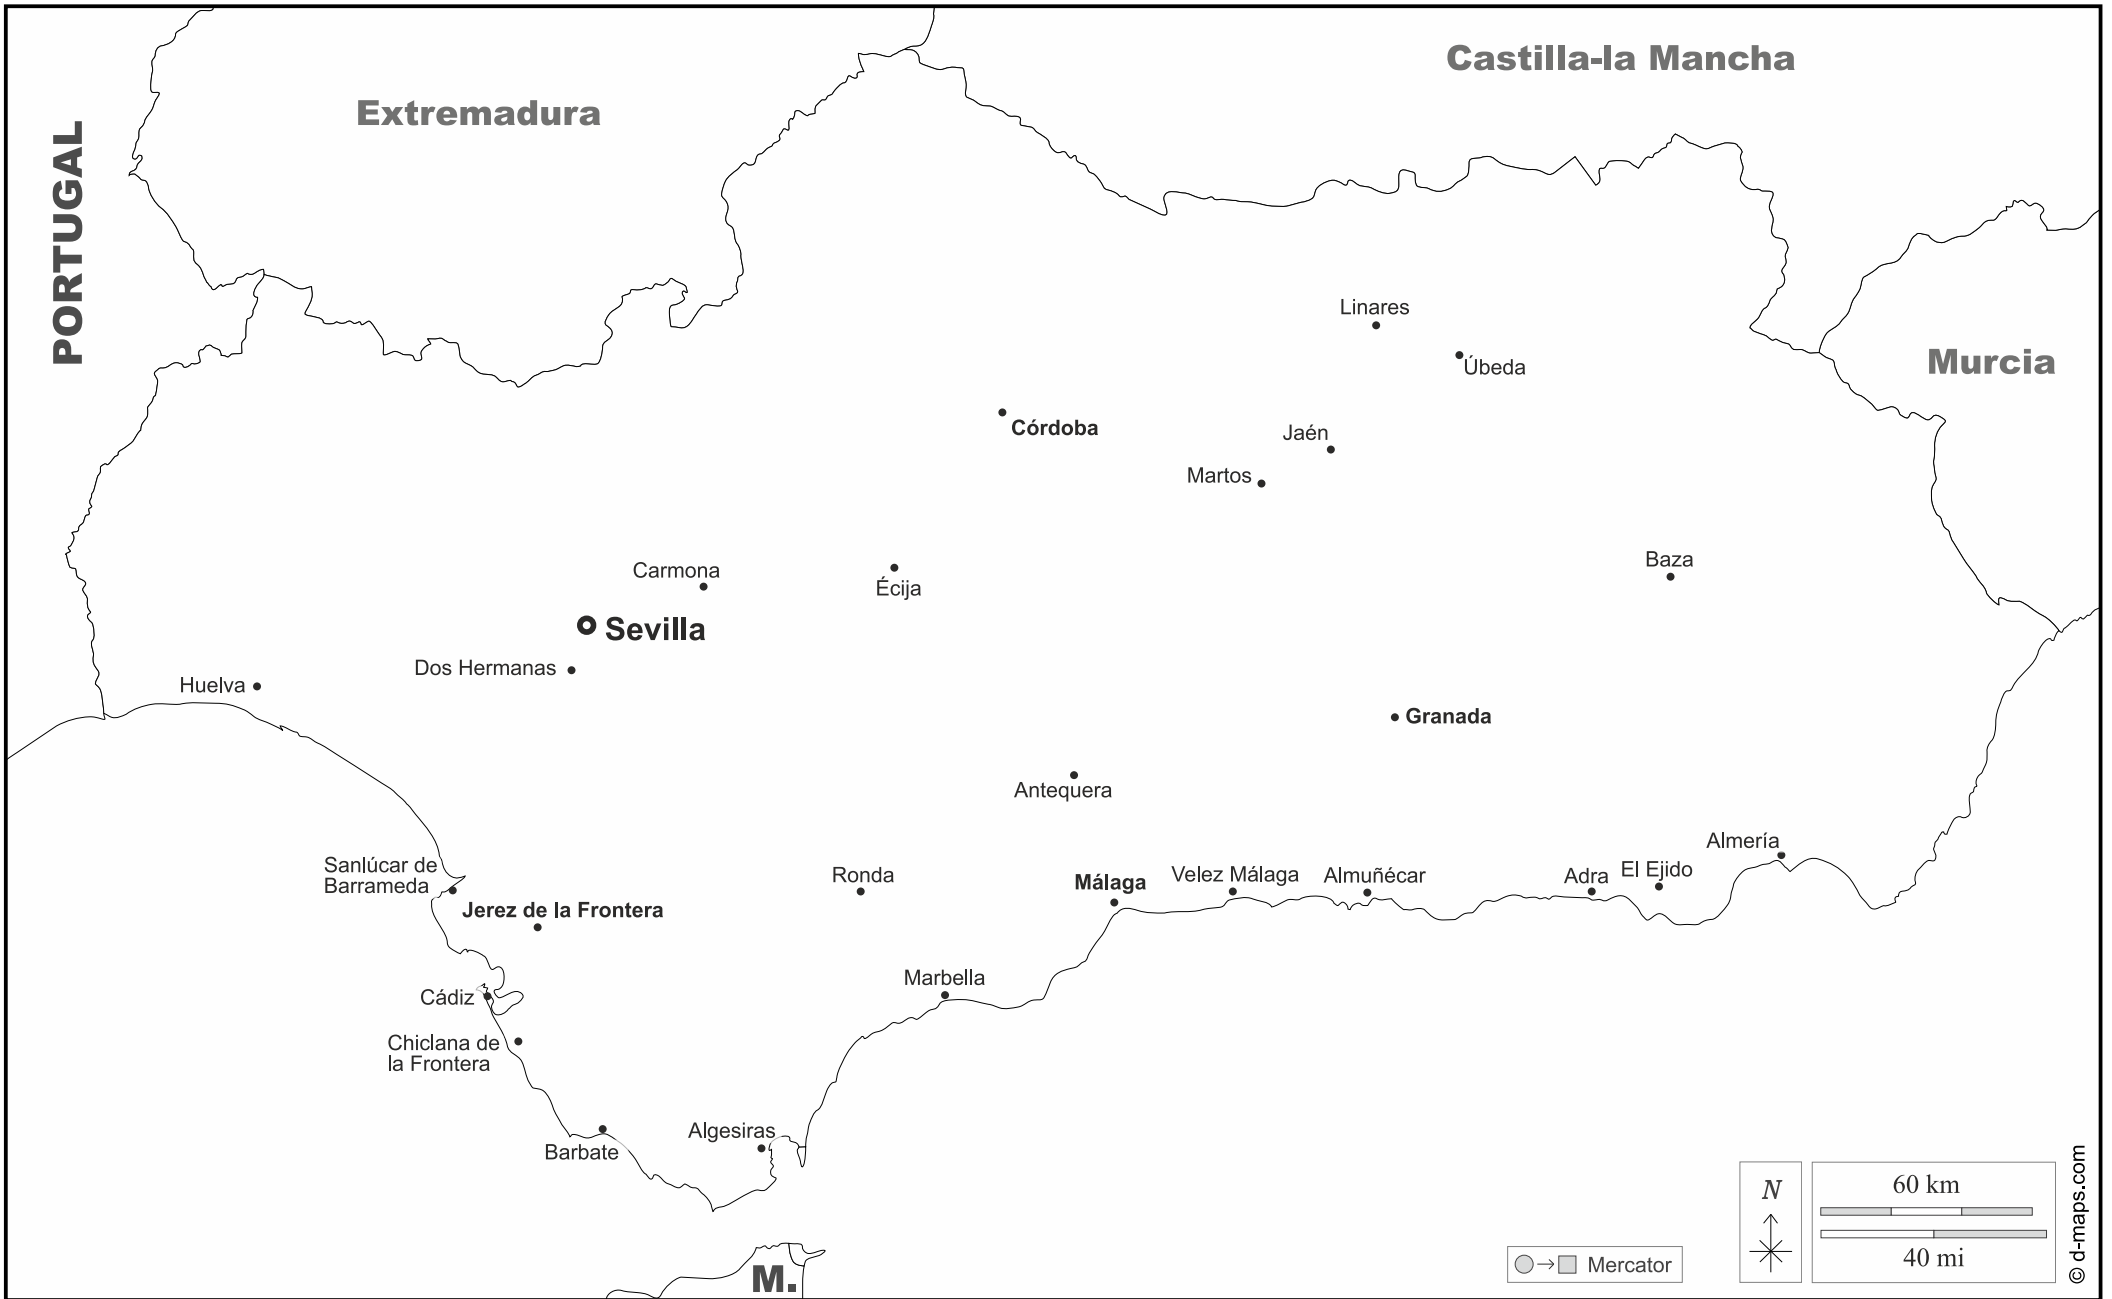 Castilla-la Mancha
Extremadura
PORTUGAL
Linares
Úbeda
Murcia
Córdoba
Jaén
Martos
Carmona
Écija
Baza
Sevilla
Dos Hermanas
Huelva
Granada
Antequera
Almería
Sanlúcar de
Barrameda
Ronda
Málaga
Velez Málaga
Almuñécar
Adra
El Ejido
Jerez de la Frontera
Marbella
Cádiz
Chiclana de
la Frontera
Algesiras
Barbate
M.
Mercator
N
60 km
40 mi
© d-maps.com